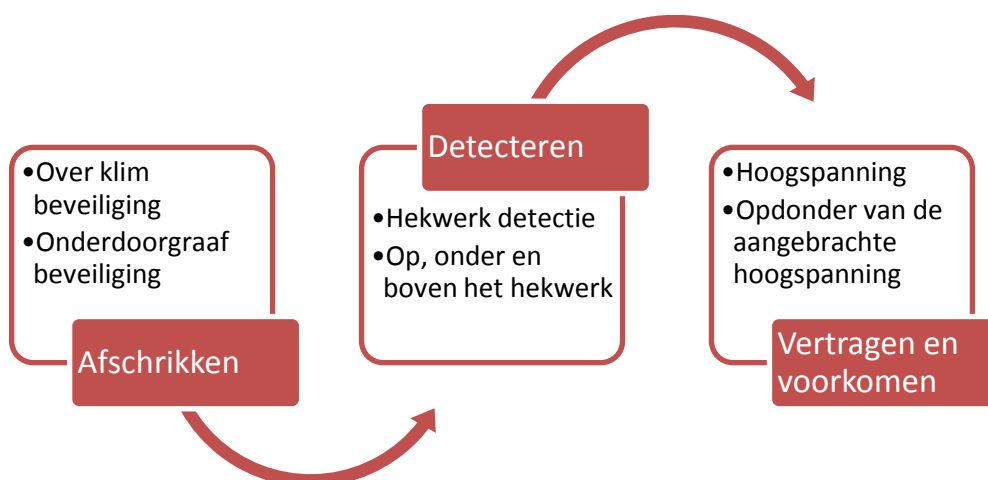 •Over klim
beveiliging
•Onderdoorgraaf
beveiliging
Afschrikken
Detecteren
•Hekwerk detectie
•Op, onder en
boven het hekwerk
•Hoogspanning
•Opdonder van de
aangebrachte
hoogspanning
Vertragen en
voorkomen